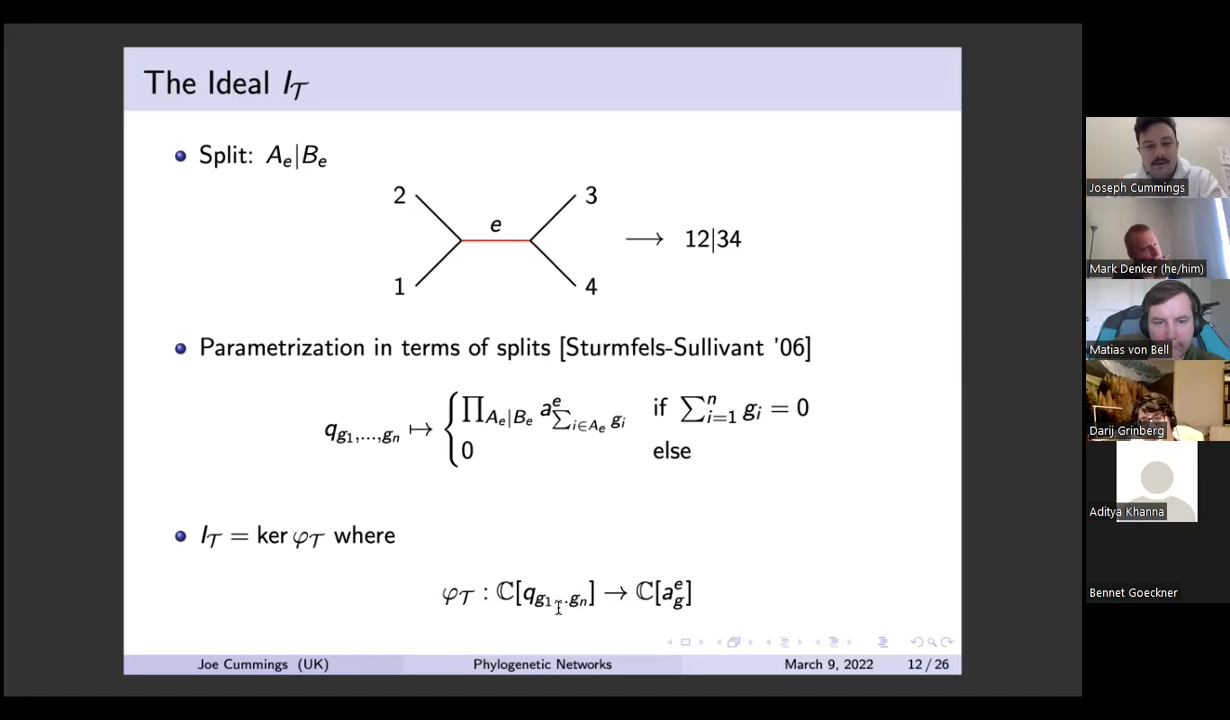 The Ideal I_𝒯
Split: A_e|B_e
2
3
e
⟶ 12|34
1
4
Parametrization in terms of splits [Sturmfels-Sullivant '06]
q_{g_1,…,g_n} ↦ { ∏_{A_e|B_e} a^e_{∑_{i∈A_e} g_i} if ∑_{i=1}^n g_i = 0
0 else
I_𝒯 = ker φ_𝒯 where
φ_𝒯 : ℂ[q_{g_1…g_n}] → ℂ[a^e_g]
Joe Cummings (UK) Phylogenetic Networks March 9, 2022 12 / 26
Joseph Cummings
Mark Denker (he/him)
Matias von Bell
Darij Grinberg
Aditya Khanna
Bennet Goeckner